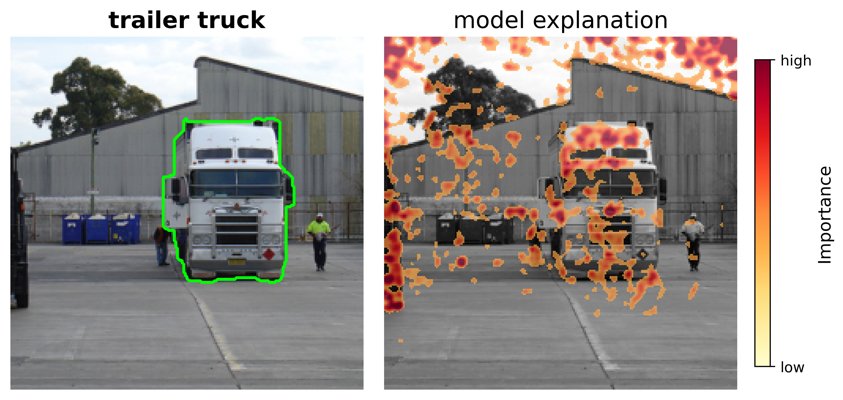 trailer truck
model explanation
high
Importance
low